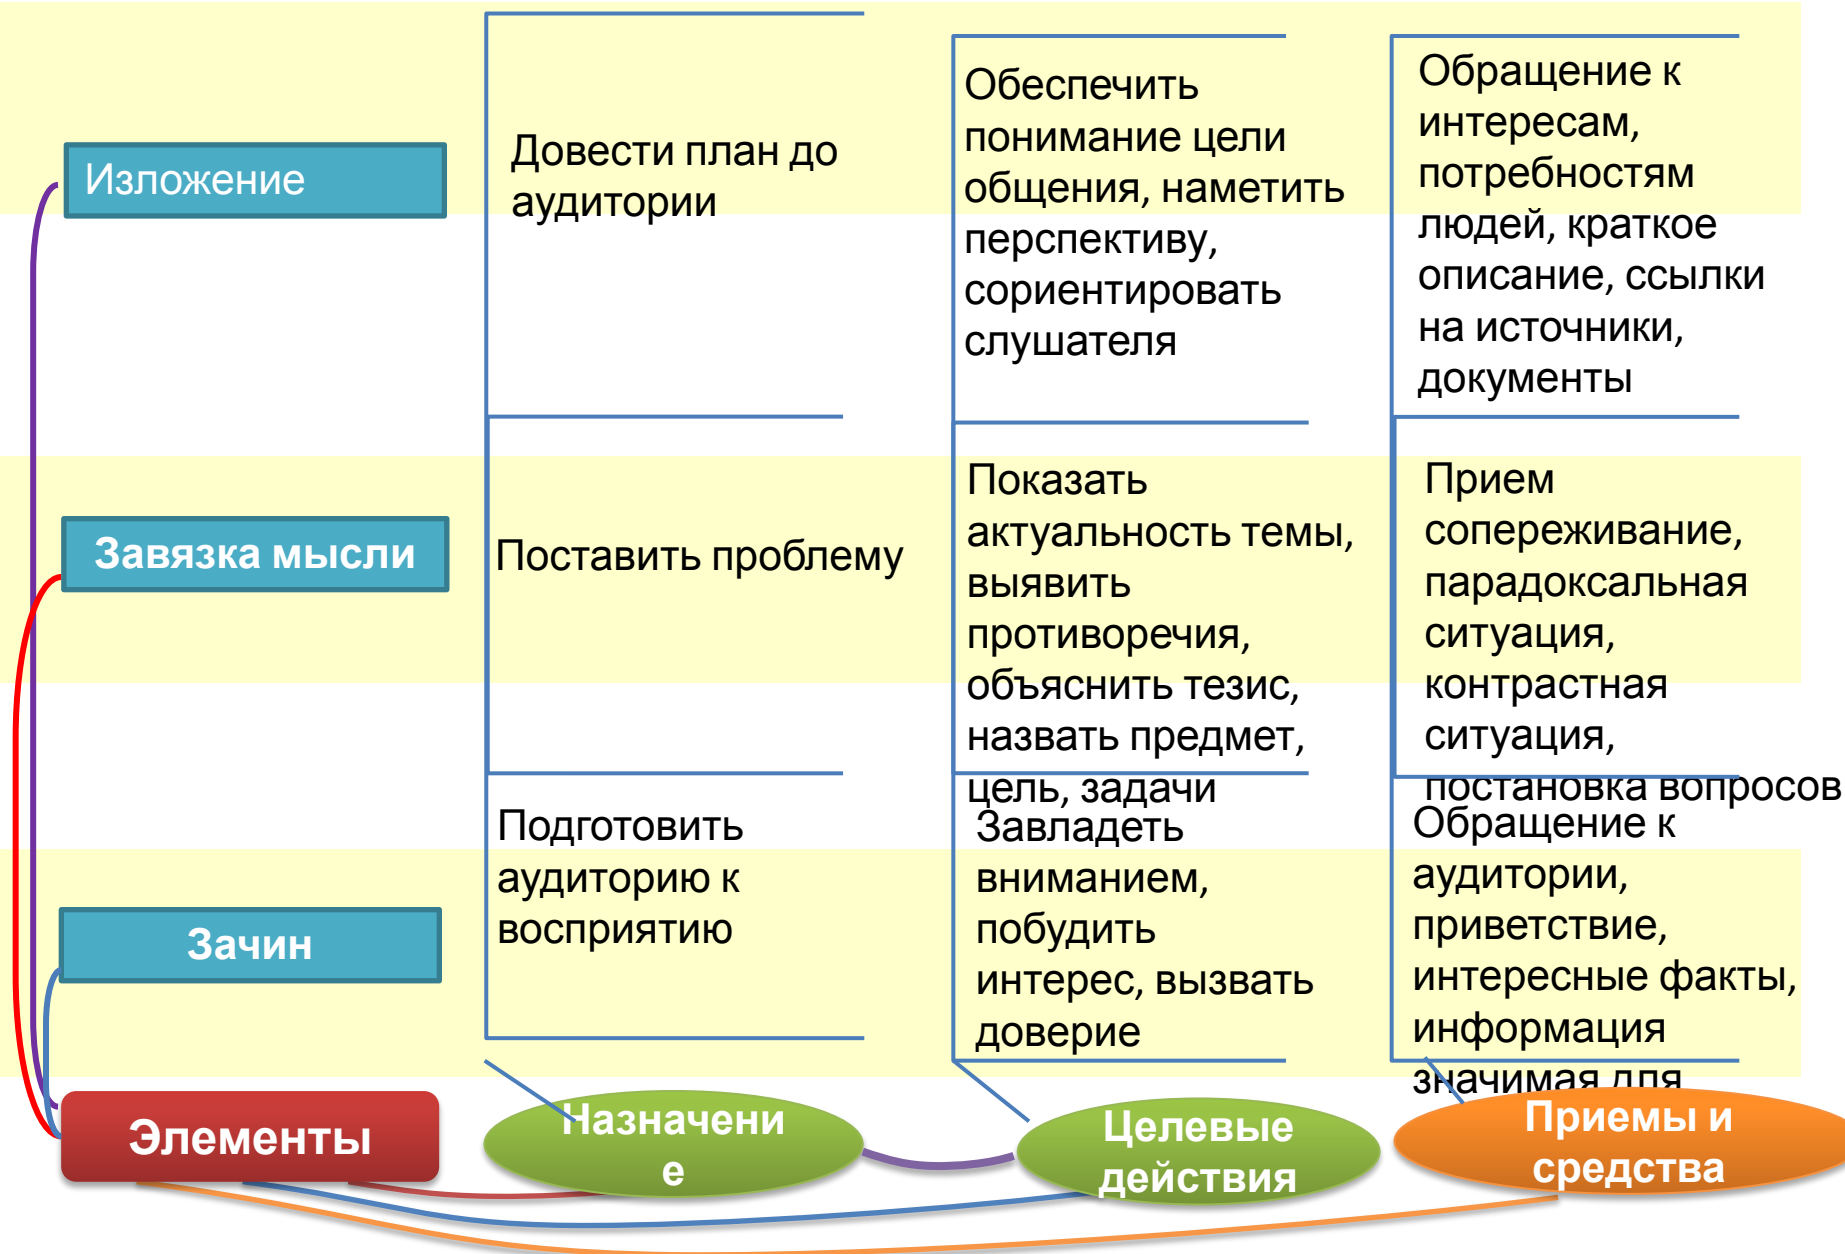 Изложение
Довести план до
аудитории
Обеспечить
понимание цели
общения, наметить
перспективу,
сориентировать
слушателя
Обращение к
интересам,
потребностям
людей, краткое
описание, ссылки
на источники,
документы
Завязка мысли
Поставить проблему
Показать
актуальность темы,
выявить
противоречия,
объяснить тезис,
назвать предмет,
цель, задачи
Прием
сопереживание,
парадоксальная
ситуация,
контрастная
ситуация,
постановка вопросов
Зачин
Подготовить
аудиторию к
восприятию
Завладеть
вниманием,
побудить
интерес, вызвать
доверие
Обращение к
аудитории,
приветствие,
интересные факты,
информация
значимая для
Элементы
Назначени
е
Целевые
действия
Приемы и
средства